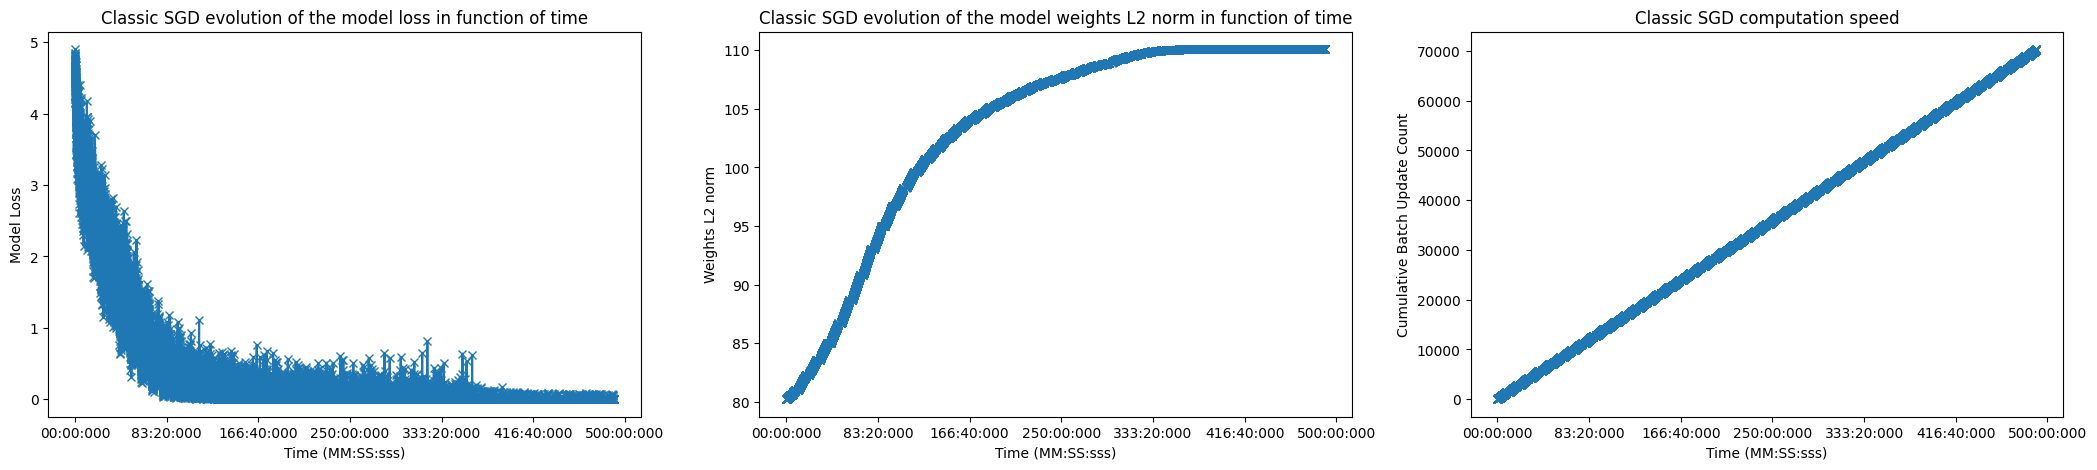 Classic SGD evolution of the model loss in function of time
5
4
3
2
1
0
Model Loss
00:00:000 83:20:000 166:40:000 250:00:000 333:20:000 416:40:000 500:00:000
Time (MM:SS:sss)
Classic SGD evolution of the model weights L2 norm in function of time
110
105
100
95
90
85
80
Weights L2 norm
00:00:000 83:20:000 166:40:000 250:00:000 333:20:000 416:40:000 500:00:000
Time (MM:SS:sss)
Classic SGD computation speed
70000
60000
50000
40000
30000
20000
10000
0
Cumulative Batch Update Count
00:00:000 83:20:000 166:40:000 250:00:000 333:20:000 416:40:000 500:00:000
Time (MM:SS:sss)